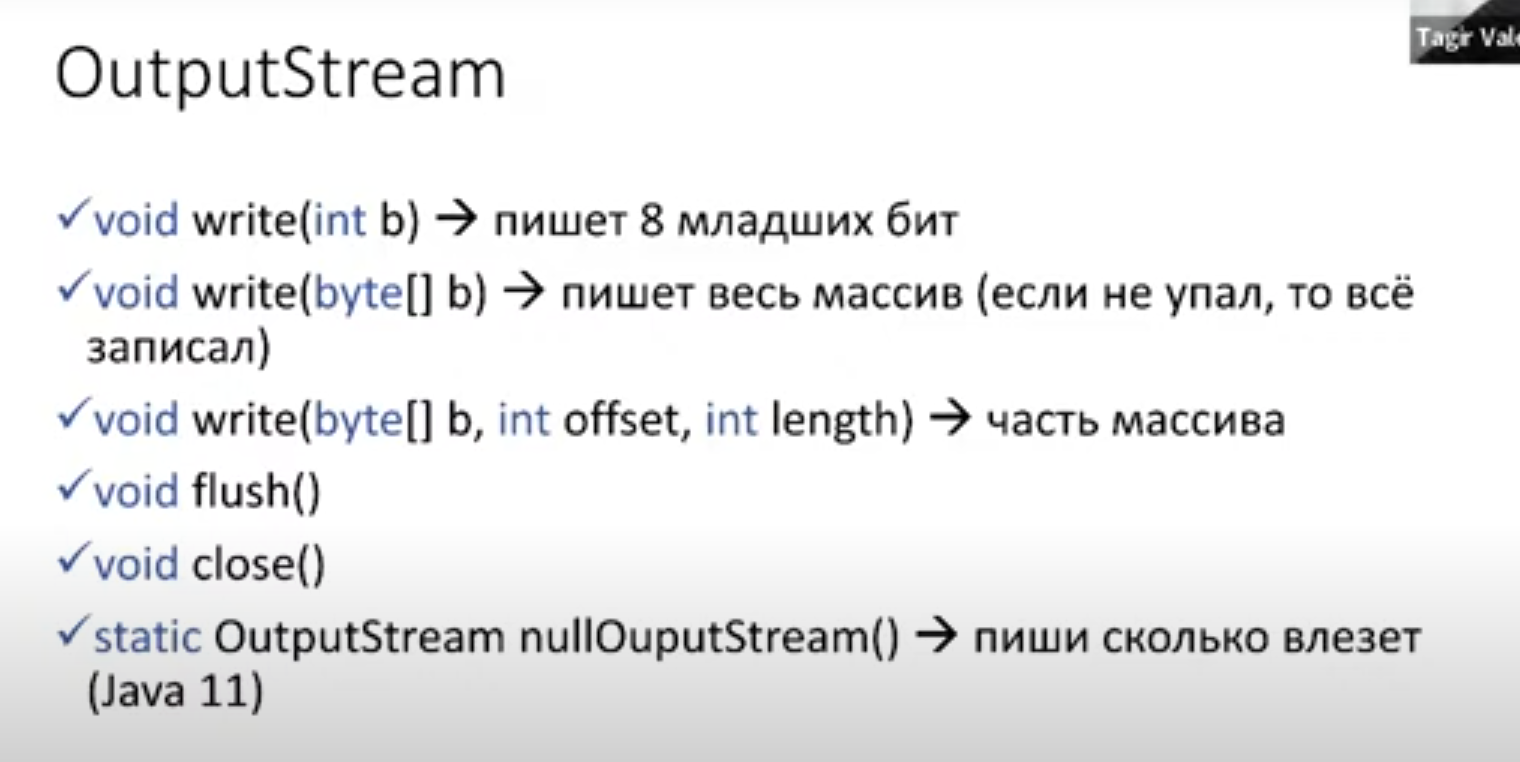 Tagir Vale
OutputStream
✓void write(int b) → пишет 8 младших бит
✓void write(byte[] b) → пишет весь массив (если не упал, то всё
записал)
✓void write(byte[] b, int offset, int length) → часть массива
✓void flush()
✓void close()
✓static OutputStream nullOuputStream() → пиши сколько влезет
(Java 11)